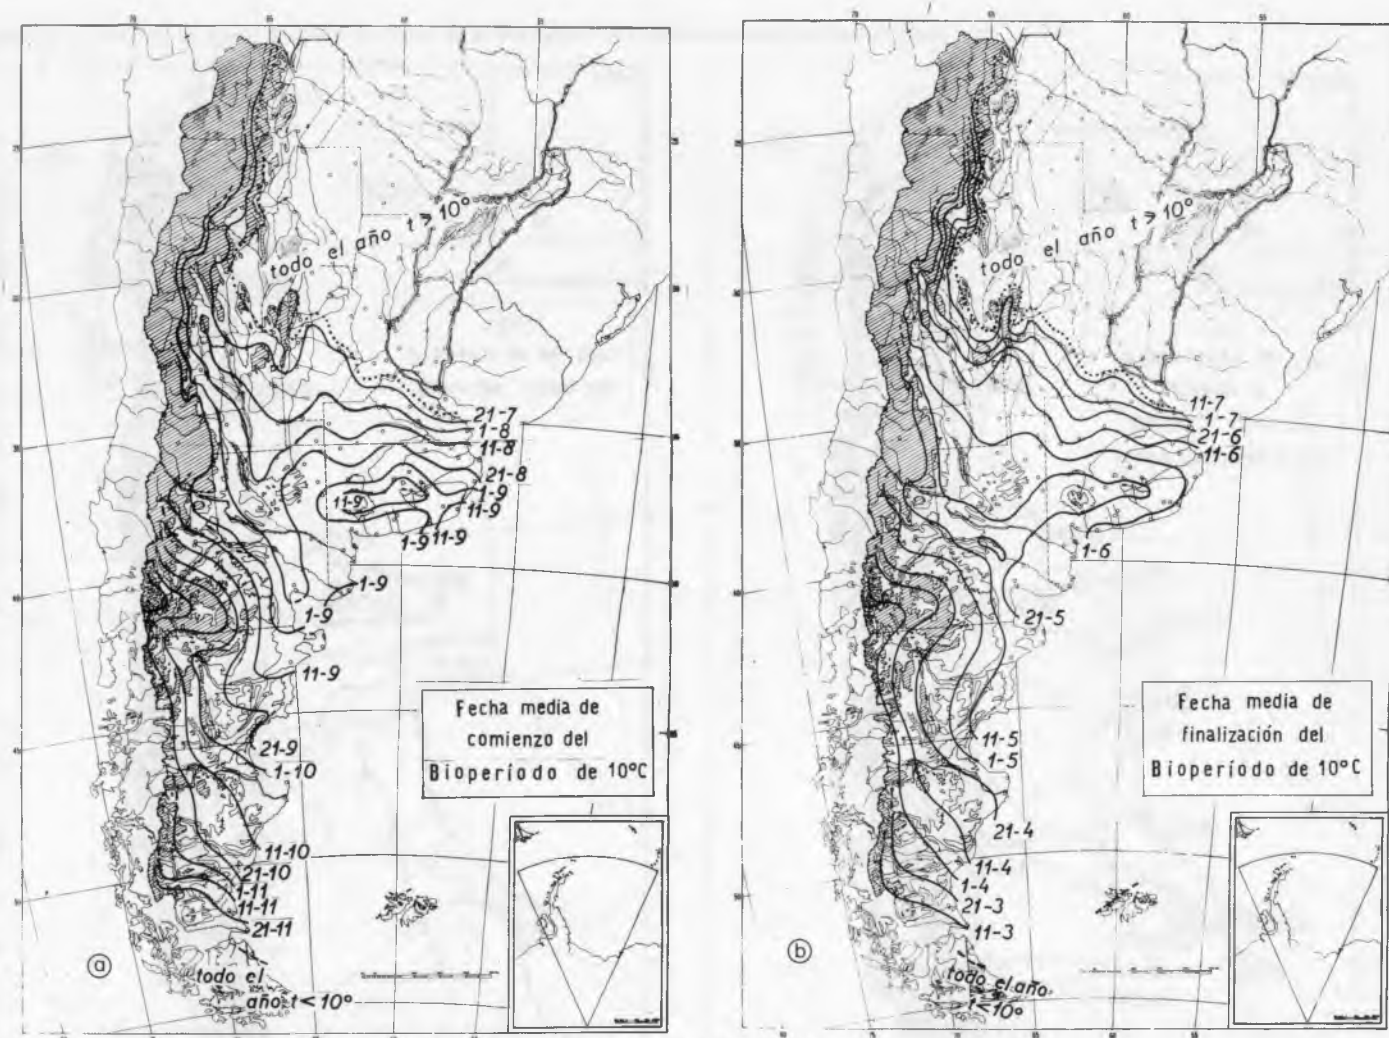 todo el año t > 10°
21-7
1-8
11-8
21-8
1-9
11-9
11-9
1-9 11-9
1-9
1-9
11-9
21-9
1-10
11-10
21-10
1-11
11-11
21-11
Fecha media de
comienzo del
Bioperíodo de 10°C
a
todo el
año t < 10°
todo el año t > 10°
11-7
1-7
21-6
11-6
1-6
21-5
11-5
1-5
21-4
11-4
1-4
21-3
11-3
Fecha media de
finalización del
Bioperíodo de 10°C
b
todo el año
t < 10°